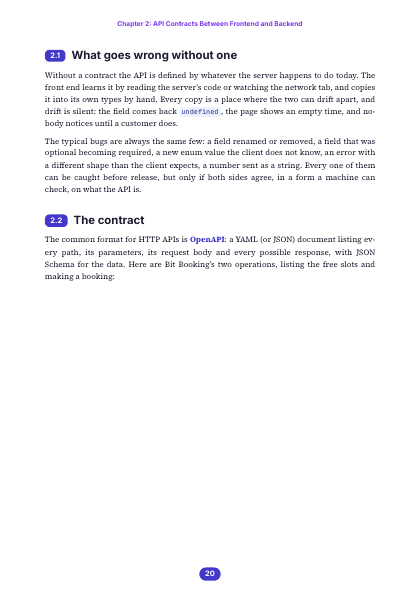 Chapter 2: API Contracts Between Frontend and Backend
2.1 What goes wrong without one
Without a contract the API is defined by whatever the server happens to do today. The
front end learns it by reading the server's code or watching the network tab, and copies
it into its own types by hand. Every copy is a place where the two can drift apart, and
drift is silent: the field comes back undefined, the page shows an empty time, and no-
body notices until a customer does.
The typical bugs are always the same few: a field renamed or removed, a field that was
optional becoming required, a new enum value the client does not know, an error with
a different shape than the client expects, a number sent as a string. Every one of them
can be caught before release, but only if both sides agree, in a form a machine can
check, on what the API is.
2.2 The contract
The common format for HTTP APIs is OpenAPI: a YAML (or JSON) document listing ev-
ery path, its parameters, its request body and every possible response, with JSON
Schema for the data. Here are Bit Booking's two operations, listing the free slots and
making a booking:
20